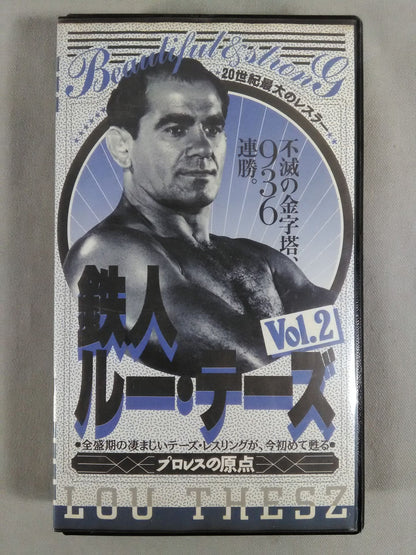 Beautiful & stronG
20世紀最大のレスラー!
不滅の金字塔、
936
連勝。
鉄人
Vol.2
ルー・テーズ
●全盛期の凄まじいテーズ・レスリングが、今初めて甦る●
プロレスの原点
LOU THESZ